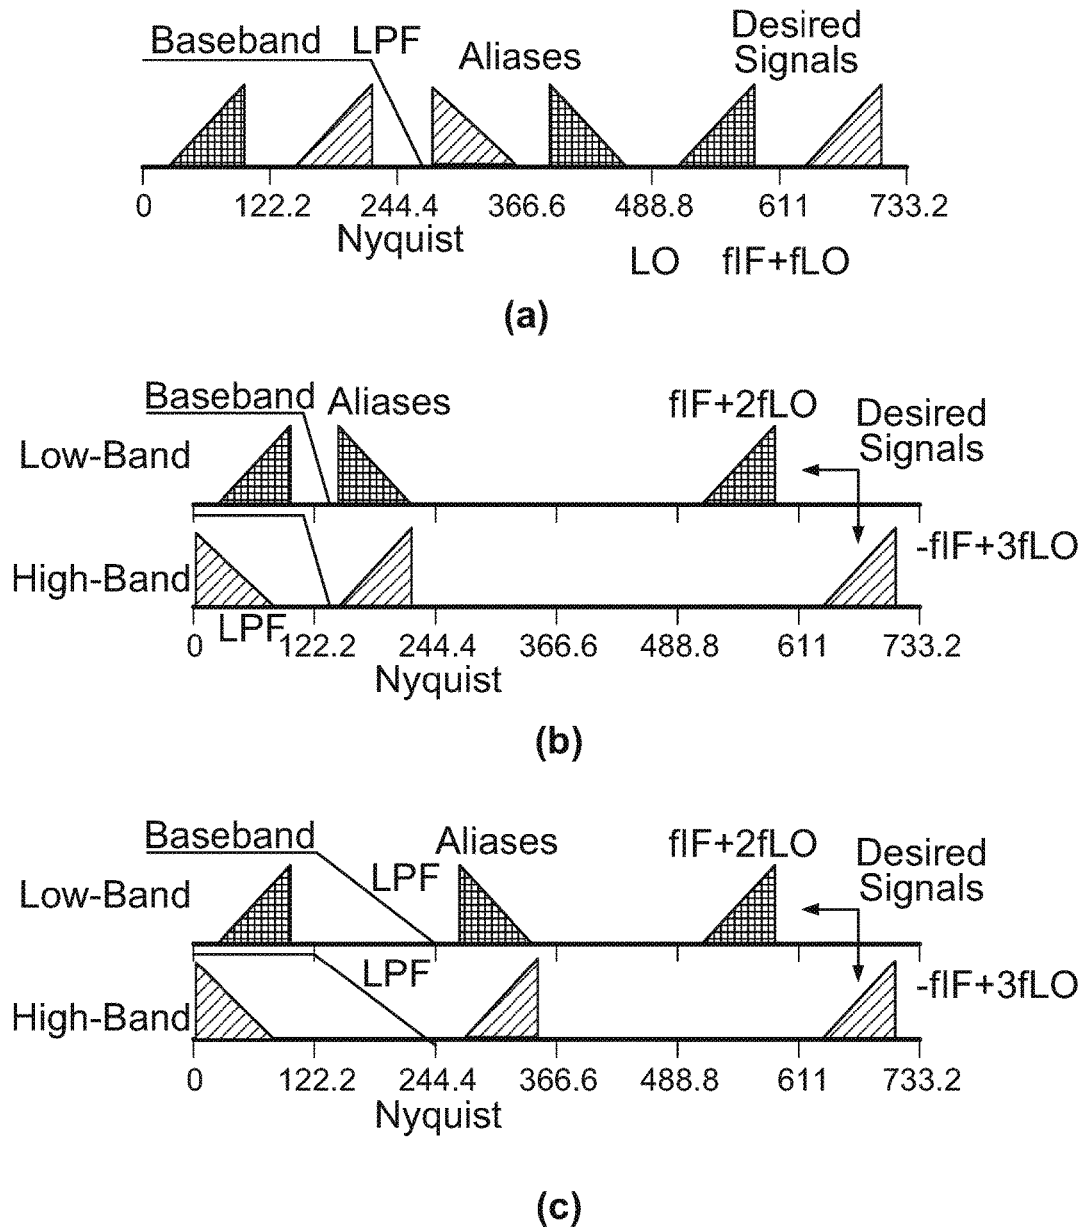 Baseband LPF Aliases Desired Signals
0 122.2 244.4 366.6 488.8 611 733.2
Nyquist
LO fIF+fLO
(a)
Baseband Aliases fIF+2fLO Desired Signals
Low-Band
High-Band -fIF+3fLO
LPF
0 122.2 244.4 366.6 488.8 611 733.2
Nyquist
(b)
Baseband Aliases fIF+2fLO Desired Signals
LPF
Low-Band
LPF -fIF+3fLO
High-Band
0 122.2 244.4 366.6 488.8 611 733.2
Nyquist
(c)